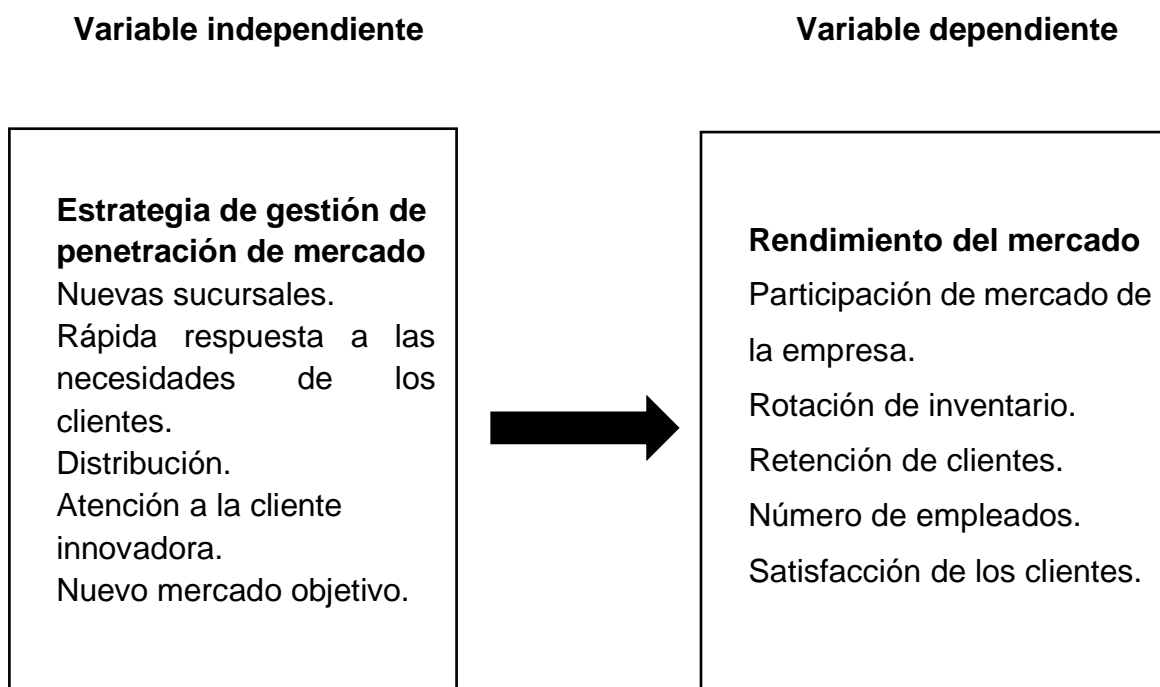 Variable independiente
Variable dependiente
Estrategia de gestión de
penetración de mercado
Nuevas sucursales.
Rápida respuesta a las
necesidades de los
clientes.
Distribución.
Atención a la cliente
innovadora.
Nuevo mercado objetivo.
Rendimiento del mercado
Participación de mercado de
la empresa.
Rotación de inventario.
Retención de clientes.
Número de empleados.
Satisfacción de los clientes.